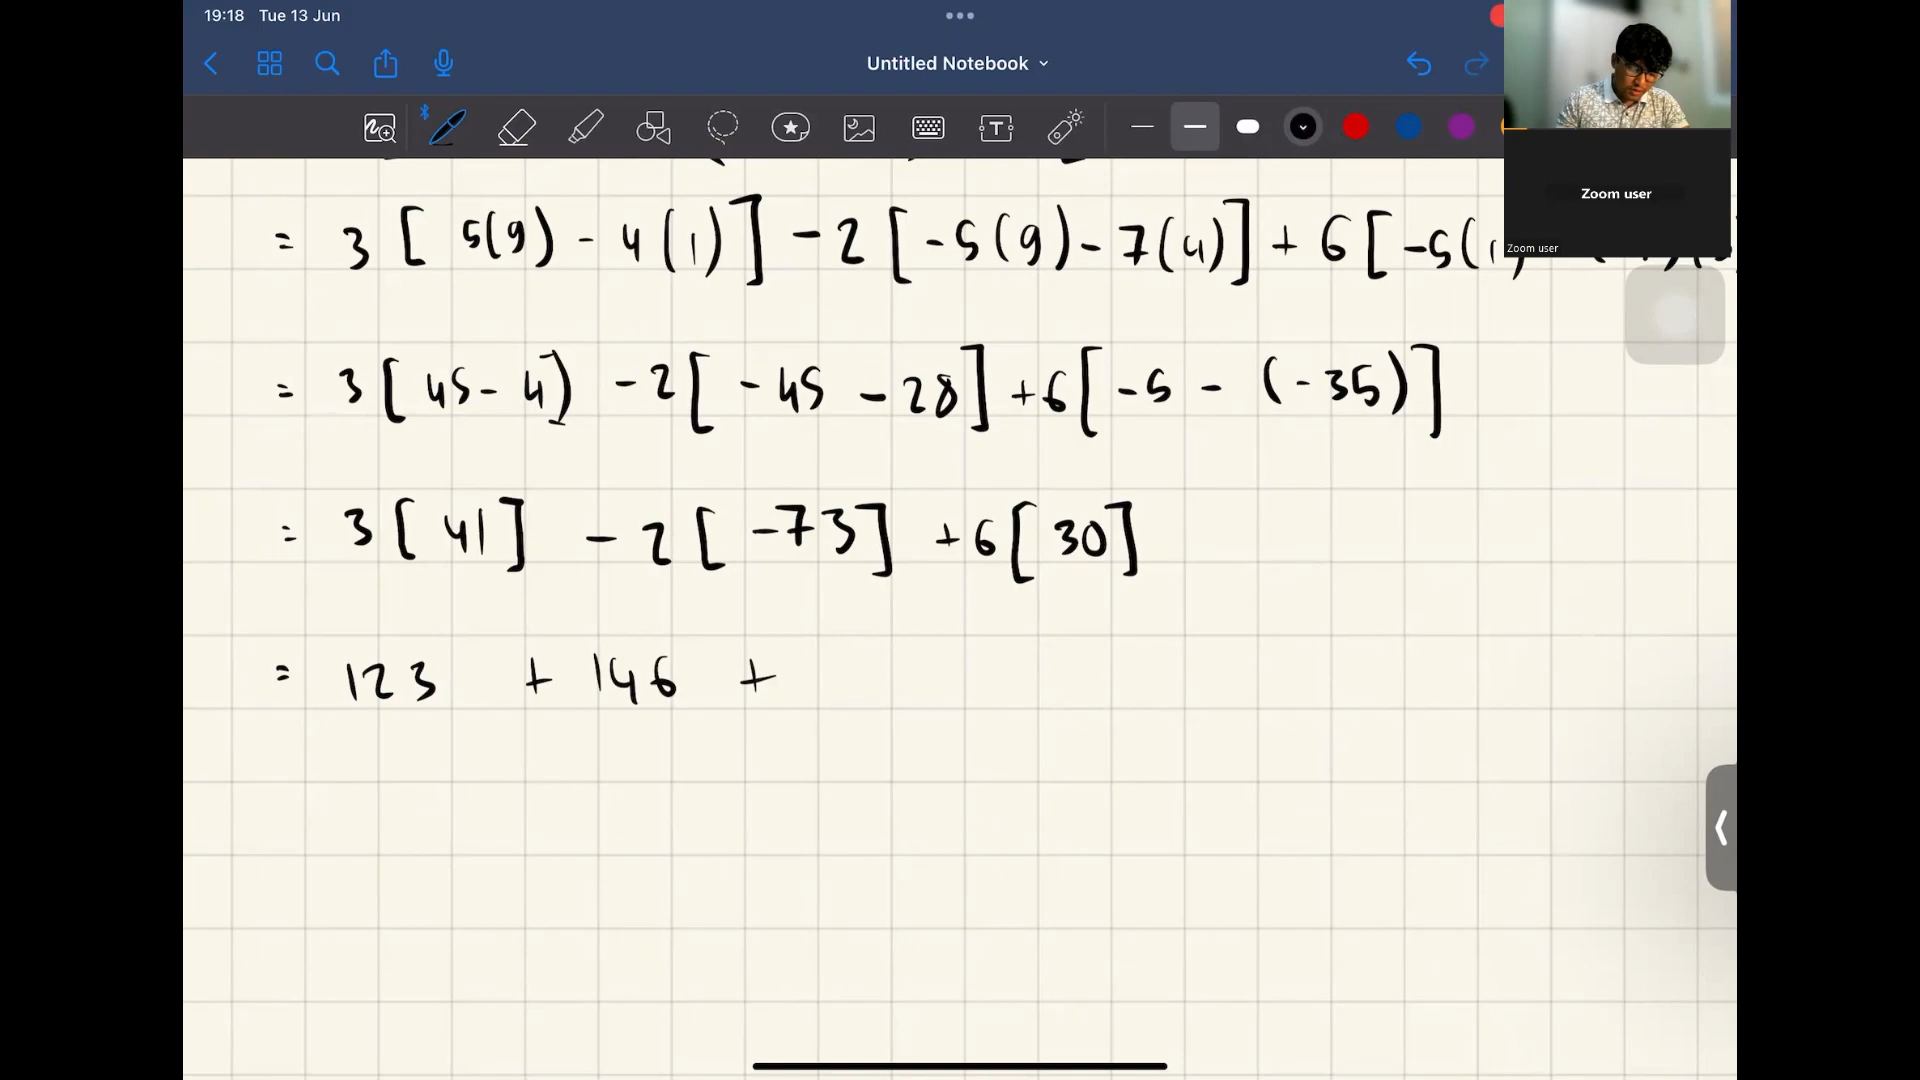 19:18 Tue 13 Jun
Untitled Notebook
T
Zoom user
Zoom user
= 3 [ 5(9) - 4 (1) ] - 2 [ -5 (9) - 7 (4) ] + 6 [ -5 (1)
= 3 [ 45 - 4 ] - 2 [ - 45 - 28 ] + 6 [ - 5 - ( - 35 ) ]
= 3 [ 41 ] - 2 [ - 73 ] + 6 [ 30 ]
= 123 + 146 +